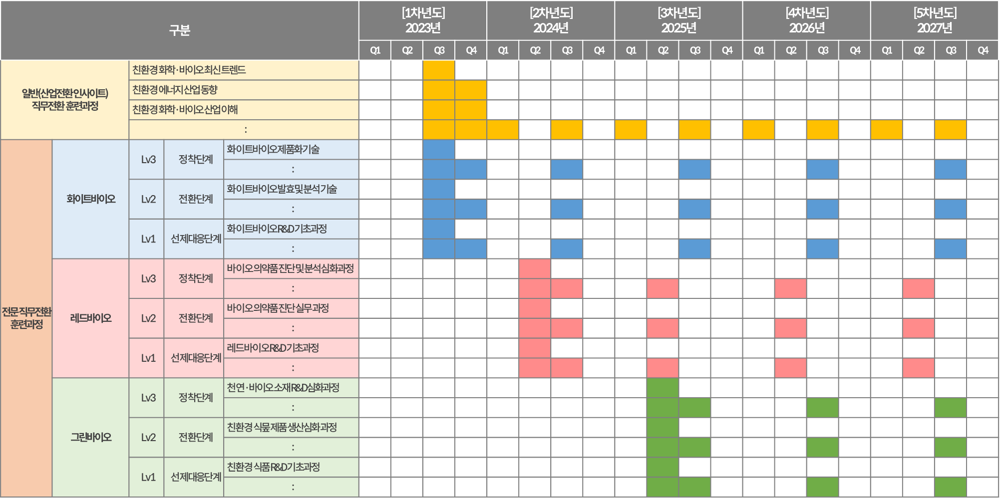 구분
[1차년도]
2023년
[2차년도]
2024년
[3차년도]
2025년
[4차년도]
2026년
[5차년도]
2027년
Q1 Q2 Q3 Q4 Q1 Q2 Q3 Q4 Q1 Q2 Q3 Q4 Q1 Q2 Q3 Q4 Q1 Q2 Q3 Q4
일반(산업전환 인사이트)
직무전환 훈련과정
친환경 화학·바이오 최신 트렌드
친환경 에너지 산업 동향
친환경 화학·바이오 산업 이해
:
전문 직무전환
훈련과정
화이트바이오
Lv3 정착단계
화이트바이오 제품화 기술
:
Lv2 전환단계
화이트바이오 발효 및 분석 기술
:
Lv1 선제대응단계
화이트바이오 R&D 기초과정
:
레드바이오
Lv3 정착단계
바이오의약품 진단 및 분석 심화과정
:
Lv2 전환단계
바이오의약품 진단 실무 과정
:
Lv1 선제대응단계
레드바이오 R&D 기초과정
:
그린바이오
Lv3 정착단계
천연·바이오 소재 R&D 심화과정
:
Lv2 전환단계
친환경 식묲 제품 생산 심화 과정
:
Lv1 선제대응단계
친환경 식품 R&D 기초과정
: